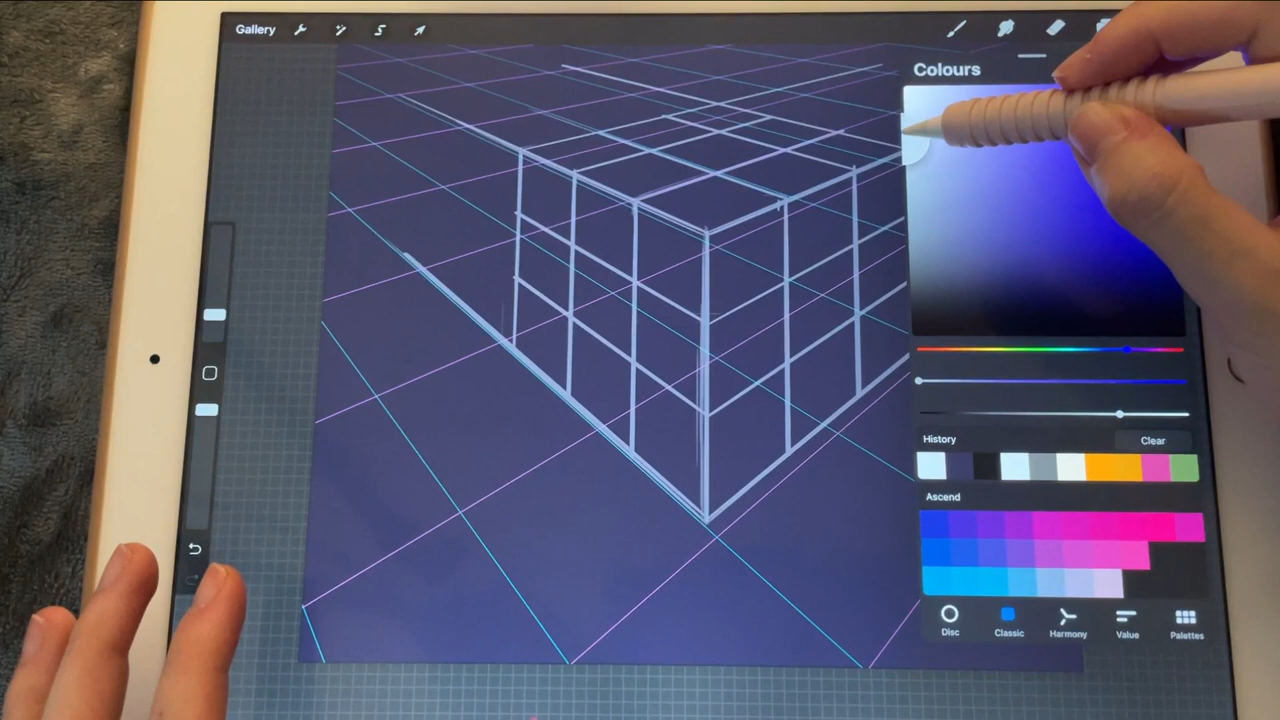 Gallery
Colours
History
Clear
Ascend
Disc
Classic
Harmony
Value
Palettes